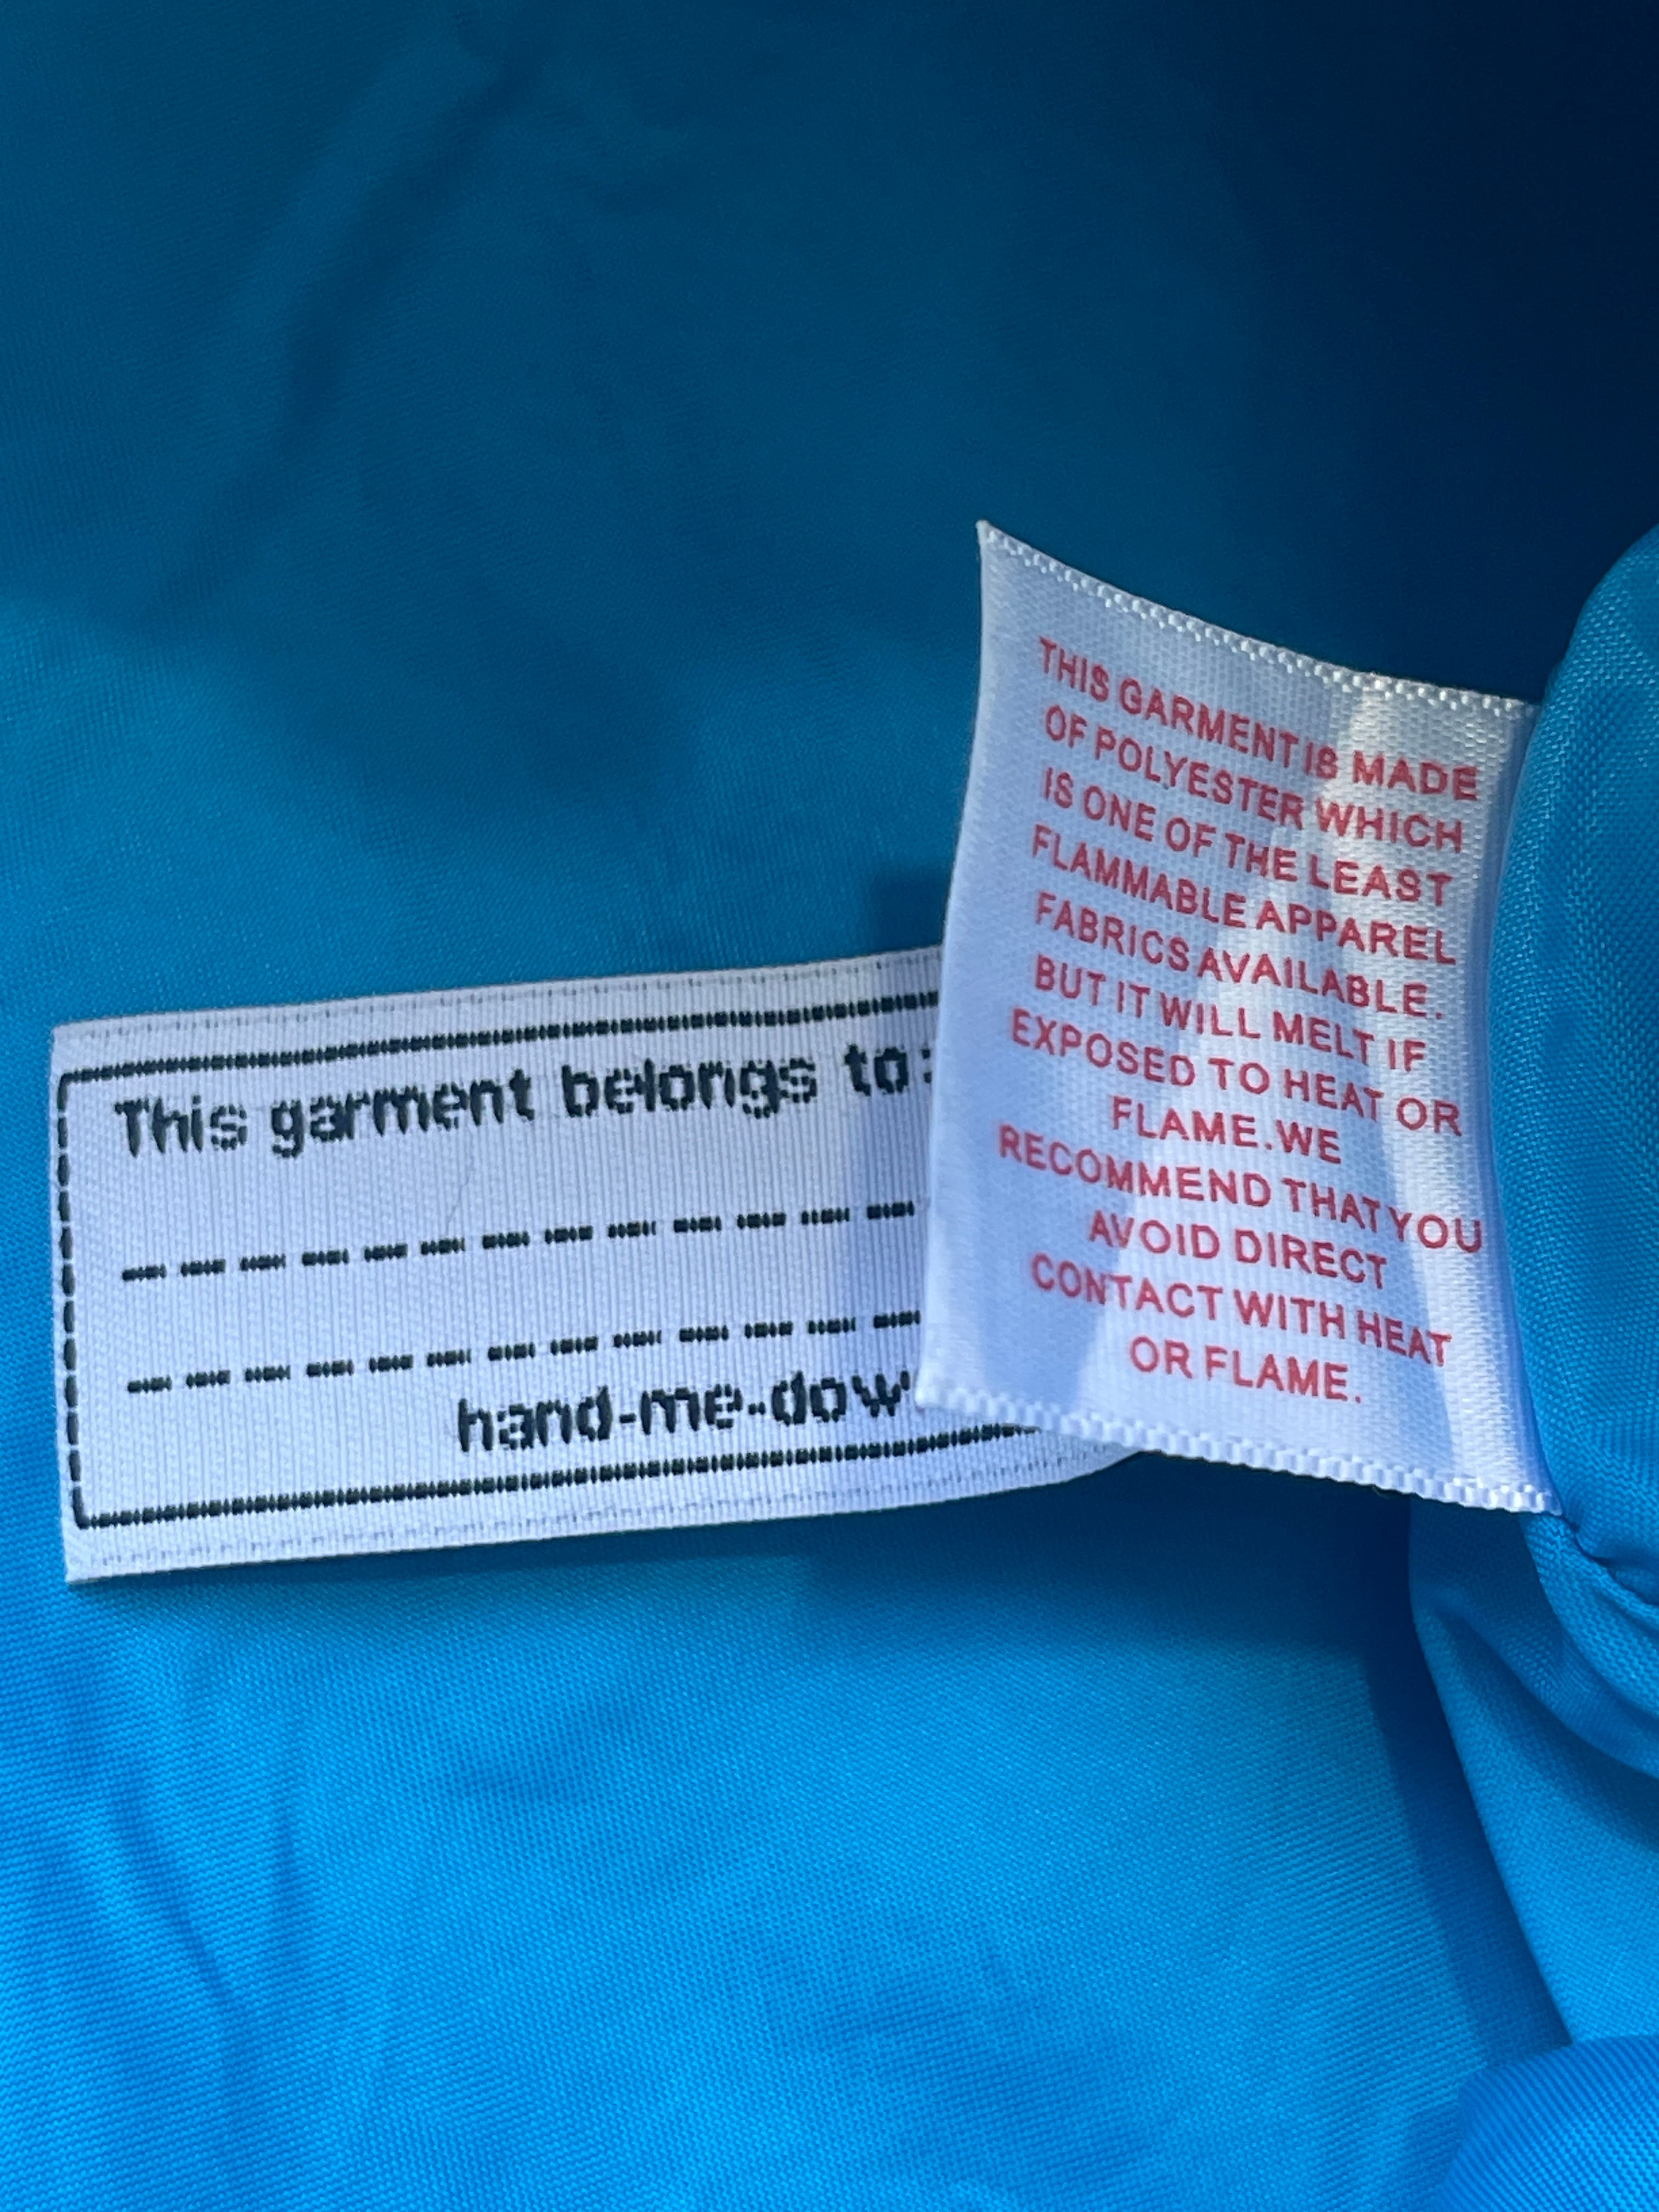 This garment belongs to:
hand-me-dow
THIS GARMENT IS MADE
OF POLYESTER WHICH
IS ONE OF THE LEAST
FLAMMABLE APPAREL
FABRICS AVAILABLE.
BUT IT WILL MELT IF
EXPOSED TO HEAT OR
FLAME.WE
RECOMMEND THAT YOU
AVOID DIRECT
CONTACT WITH HEAT
OR FLAME.